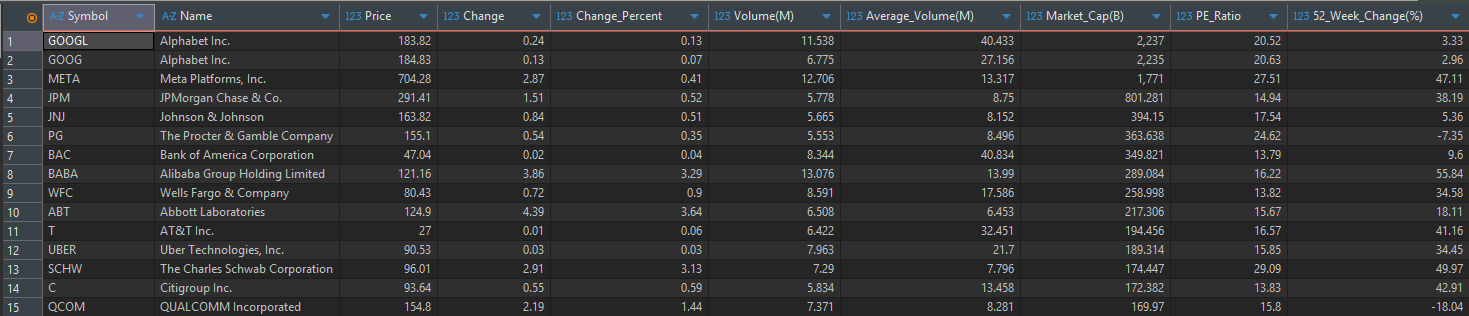 A-Z Symbol A-Z Name 123 Price 123 Change 123 Change_Percent 123 Volume(M) 123 Average_Volume(M) 123 Market_Cap(B) 123 PE_Ratio 123 52_Week_Change(%)
1 GOOGL Alphabet Inc. 183.82 0.24 0.13 11.538 40.433 2,237 20.52 3.33
2 GOOG Alphabet Inc. 184.83 0.13 0.07 6.775 27.156 2,235 20.63 2.96
3 META Meta Platforms, Inc. 704.28 2.87 0.41 12.706 13.317 1,771 27.51 47.11
4 JPM JPMorgan Chase & Co. 291.41 1.51 0.52 5.778 8.75 801.281 14.94 38.19
5 JNJ Johnson & Johnson 163.82 0.84 0.51 5.665 8.152 394.15 17.54 5.36
6 PG The Procter & Gamble Company 155.1 0.54 0.35 5.553 8.496 363.638 24.62 -7.35
7 BAC Bank of America Corporation 47.04 0.02 0.04 8.344 40.834 349.821 13.79 9.6
8 BABA Alibaba Group Holding Limited 121.16 3.86 3.29 13.076 13.99 289.084 16.22 55.84
9 WFC Wells Fargo & Company 80.43 0.72 0.9 8.591 17.586 258.998 13.82 34.58
10 ABT Abbott Laboratories 124.9 4.39 3.64 6.508 6.453 217.306 15.67 18.11
11 T AT&T Inc. 27 0.01 0.06 6.422 32.451 194.456 16.57 41.16
12 UBER Uber Technologies, Inc. 90.53 0.03 0.03 7.963 21.7 189.314 15.85 34.45
13 SCHW The Charles Schwab Corporation 96.01 2.91 3.13 7.29 7.796 174.447 29.09 49.97
14 C Citigroup Inc. 93.64 0.55 0.59 5.834 13.458 172.382 13.83 42.91
15 QCOM QUALCOMM Incorporated 154.8 2.19 1.44 7.371 8.281 169.97 15.8 -18.04